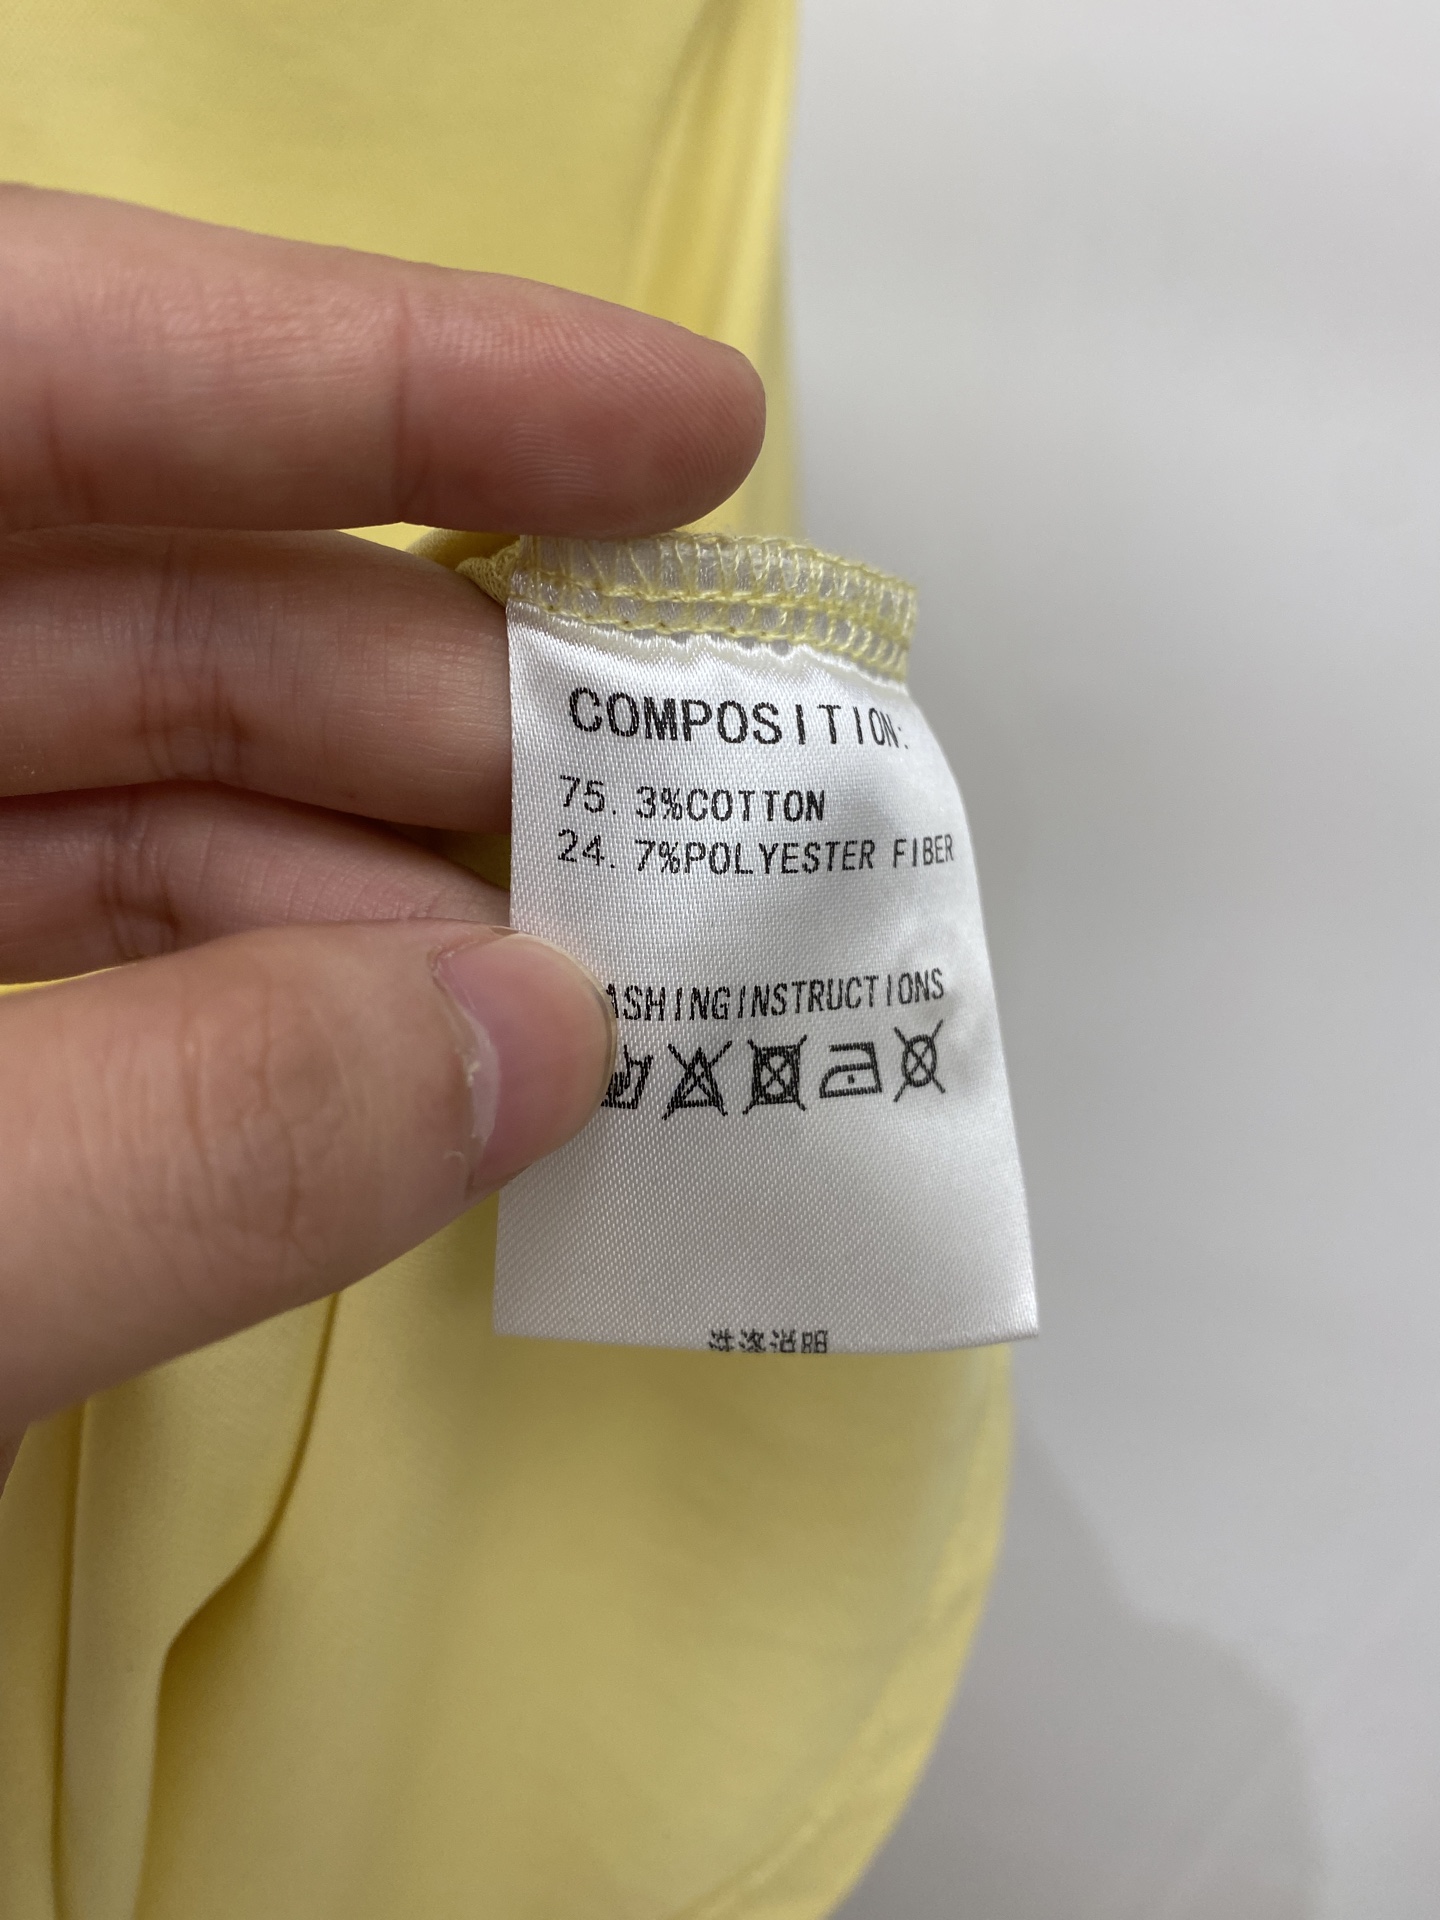 COMPOSITION:
75. 3%COTTON
24. 7%POLYESTER FIBER
ASHINGINSTRUCTIONS